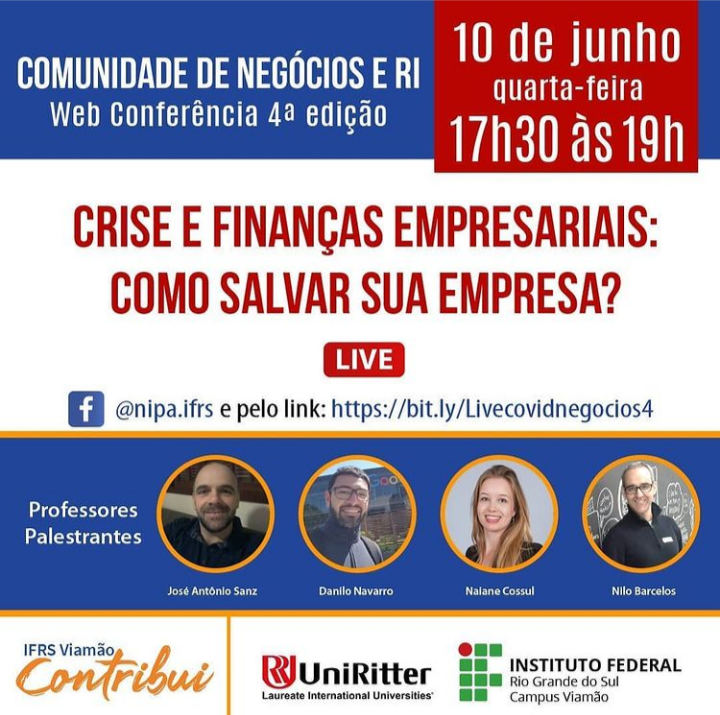 COMUNIDADE DE NEGÓCIOS E RI
Web Conferência 4ª edição
10 de junho
quarta-feira
17h30 às 19h
CRISE E FINANÇAS EMPRESARIAIS:
COMO SALVAR SUA EMPRESA?
LIVE
f @nipa.ifrs e pelo link: https://bit.ly/Livecovidnegocios4
Professores
Palestrantes
José Antônio Sanz
Danilo Navarro
Naiane Cossul
Nilo Barcelos
IFRS Viamão
Contribui
UniRitter
Laureate International Universities
INSTITUTO FEDERAL
Rio Grande do Sul
Campus Viamão